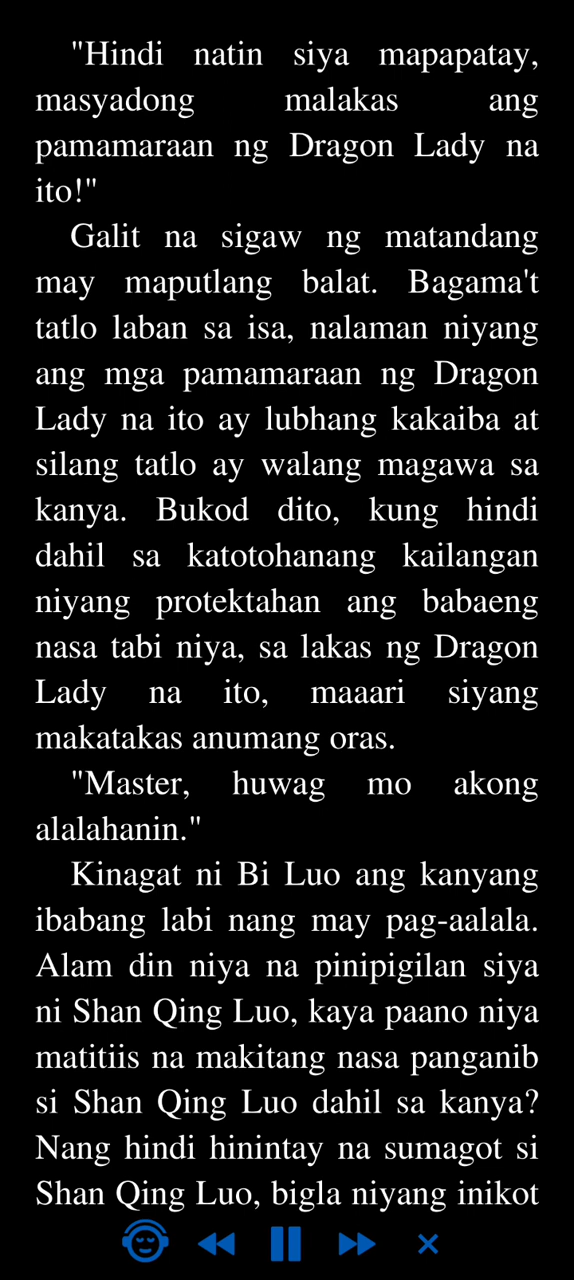 "Hindi natin siya mapapatay,
masyadong malakas ang
pamamaraan ng Dragon Lady na
ito!"
Galit na sigaw ng matandang
may maputlang balat. Bagama't
tatlo laban sa isa, nalaman niyang
ang mga pamamaraan ng Dragon
Lady na ito ay lubhang kakaiba at
silang tatlo ay walang magawa sa
kanya. Bukod dito, kung hindi
dahil sa katotohanang kailangan
niyang protektahan ang babaeng
nasa tabi niya, sa lakas ng Dragon
Lady na ito, maaari siyang
makatakas anumang oras.
"Master, huwag mo akong
alalahanin."
Kinagat ni Bi Luo ang kanyang
ibabang labi nang may pag-aalala.
Alam din niya na pinipigilan siya
ni Shan Qing Luo, kaya paano niya
matitiis na makitang nasa panganib
si Shan Qing Luo dahil sa kanya?
Nang hindi hinintay na sumagot si
Shan Qing Luo, bigla niyang inikot